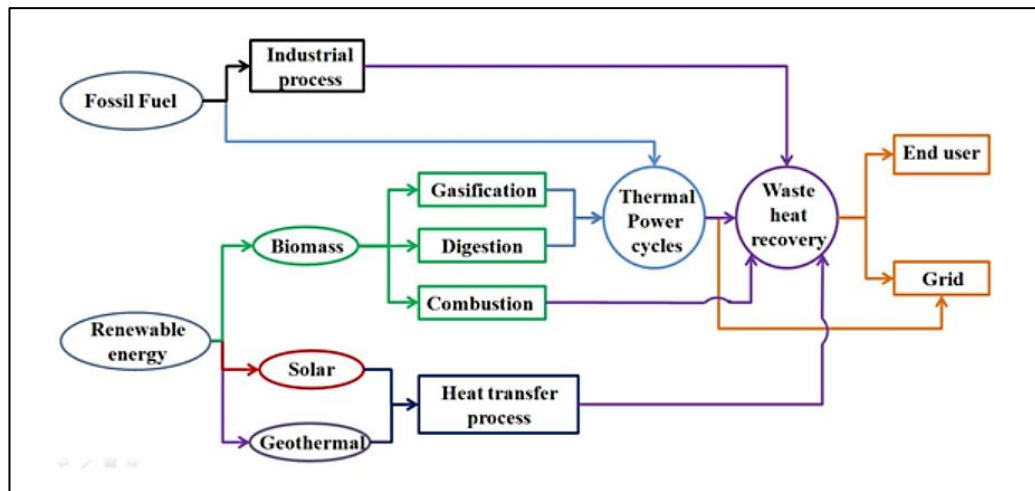 Industrial
process
Fossil Fuel
End user
Gasification
Thermal
Power
cycles
Waste
heat
recovery
Biomass
Digestion
Grid
Combustion
Renewable
energy
Solar
Heat transfer
process
Geothermal